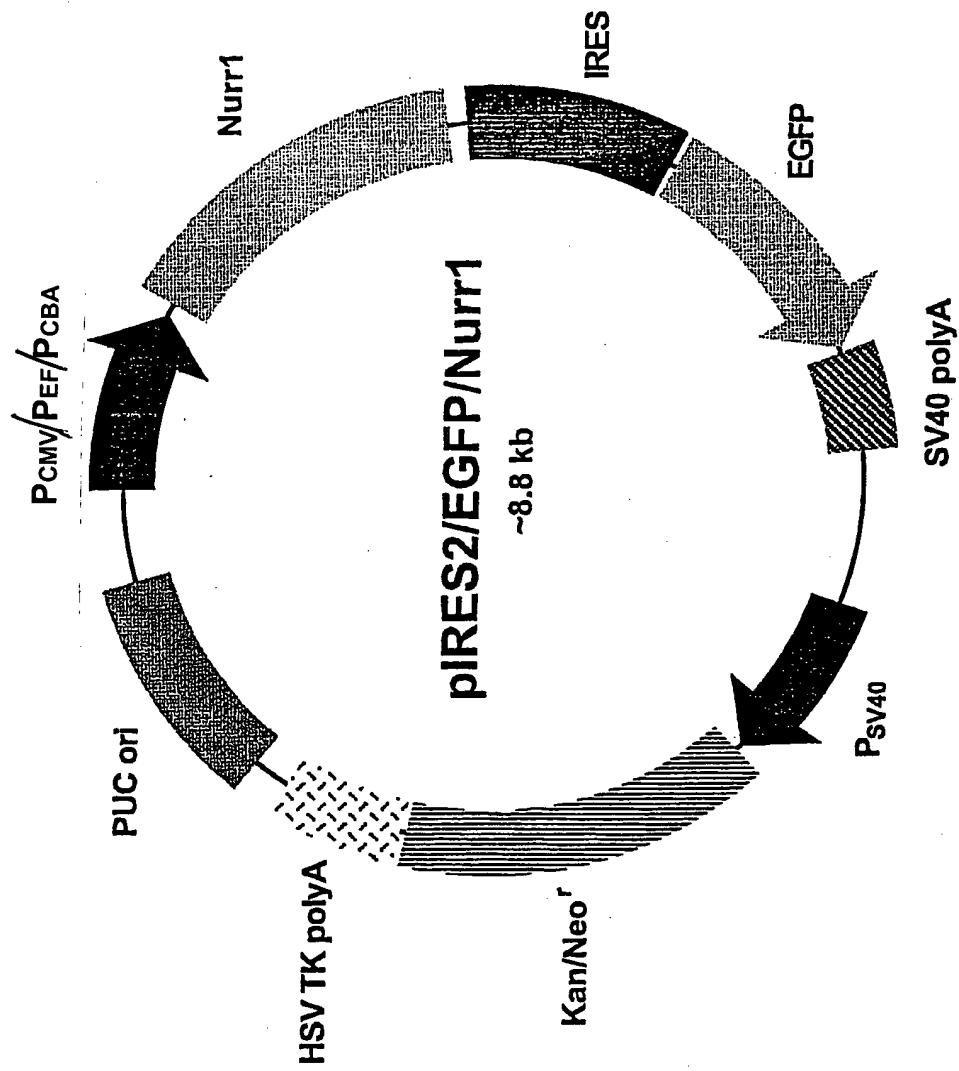 PCMV/PEF/PCBA
Nurr1
IRES
EGFP
SV40 polyA
PSV40
Kan/Neoʳ
HSV TK polyA
PUC ori
pIRES2/EGFP/Nurr1
~8.8 kb